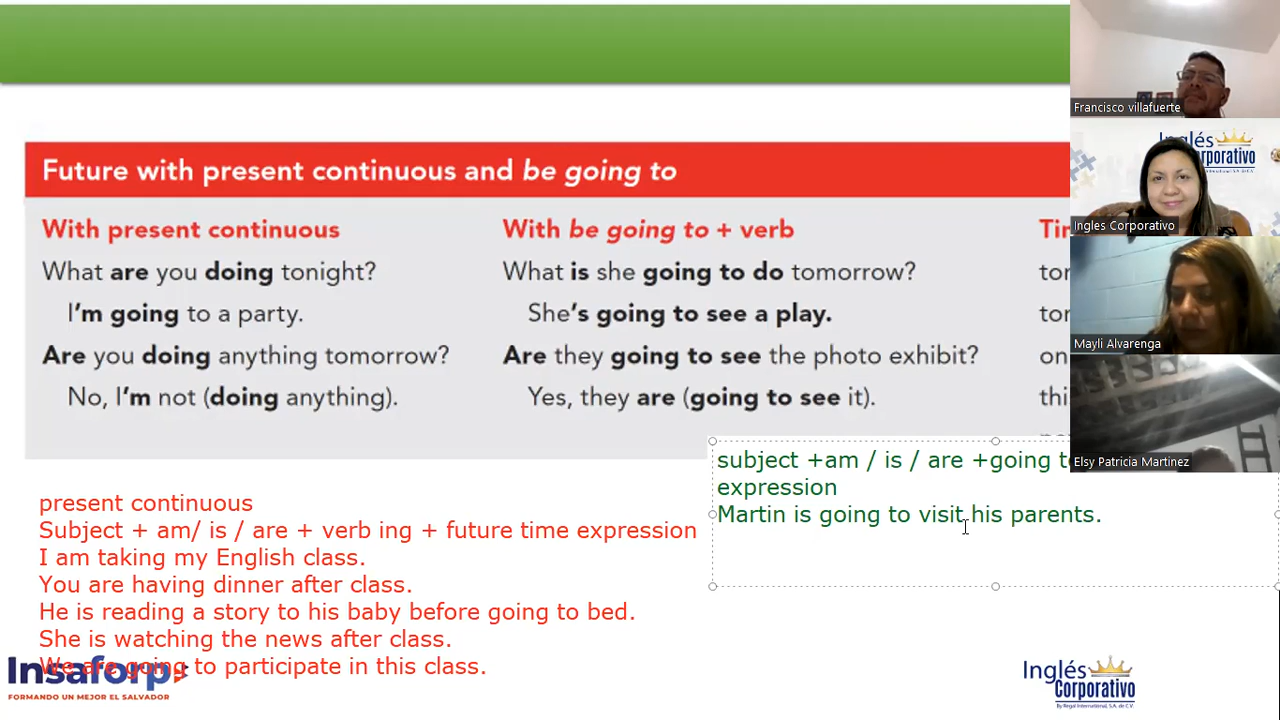 Future with present continuous and be going to
With present continuous
What are you doing tonight?
I'm going to a party.
Are you doing anything tomorrow?
No, I'm not (doing anything).
With be going to + verb
What is she going to do tomorrow?
She's going to see a play.
Are they going to see the photo exhibit?
Yes, they are (going to see it).
subject +am / is / are +going
expression
Martin is going to visit his parents.
present continuous
Subject + am/ is / are + verb ing + future time expression
I am taking my English class.
You are having dinner after class.
He is reading a story to his baby before going to bed.
She is watching the news after class.
We are going to participate in this class.
Insaforp
FORMANDO UN MEJOR EL SALVADOR
Inglés
Corporativo
By Regal International, S.A. de C.V.
Francisco villafuerte
Inglés
orporativo
Ingles Corporativo
Mayli Alvarenga
Elsy Patricia Martinez